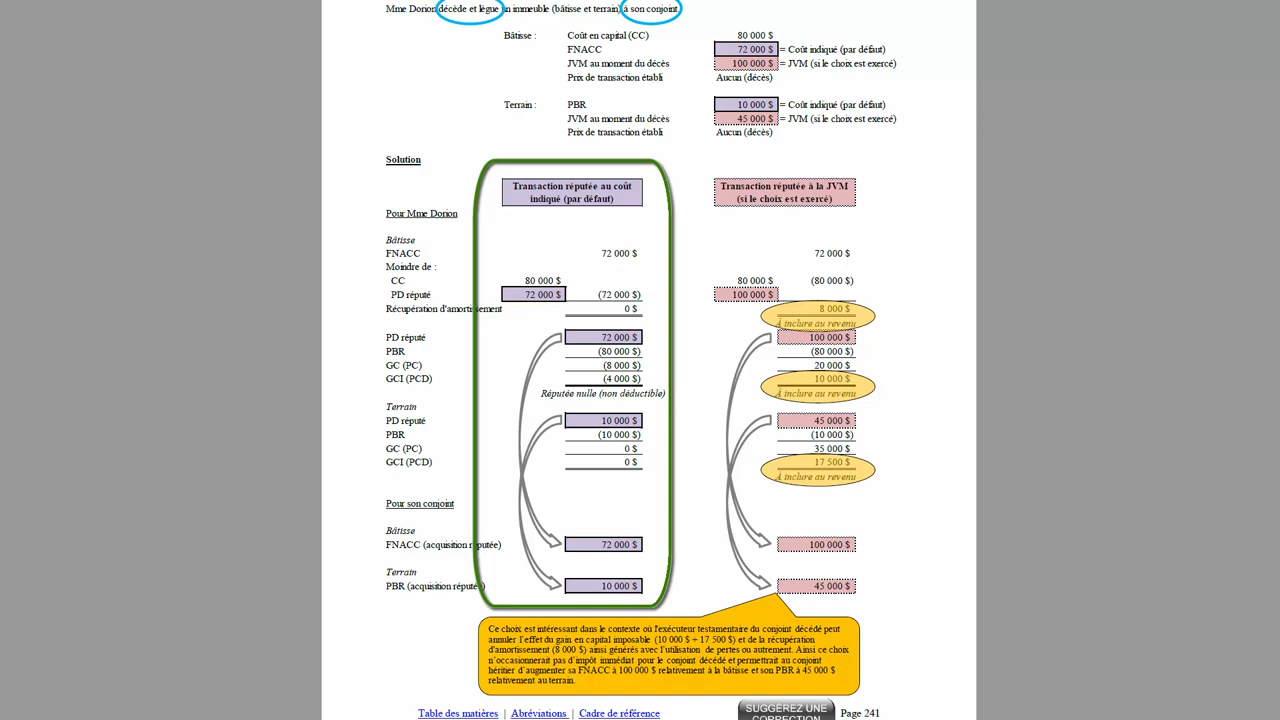 Mme Dorion décède et lègue un immeuble (bâtisse et terrain) à son conjoint.
Bâtisse : Coût en capital (CC) 80 000 $
FNACC 72 000 $ = Coût indiqué (par défaut)
JVM au moment du décès 100 000 $ = JVM (si le choix est exercé)
Prix de transaction établi Aucun (décès)
Terrain : PBR 10 000 $ = Coût indiqué (par défaut)
JVM au moment du décès 45 000 $ = JVM (si le choix est exercé)
Prix de transaction établi Aucun (décès)
Solution
Transaction réputée au coût Transaction réputée à la JVM
indiqué (par défaut) (si le choix est exercé)
Pour Mme Dorion
Bâtisse
FNACC 72 000 $ 72 000 $
Moindre de :
CC 80 000 $ 80 000 $ (80 000 $)
PD réputé 72 000 $ (72 000 $) 100 000 $
Récupération d'amortissement 0 $ 8 000 $
À inclure au revenu
PD réputé 72 000 $ 100 000 $
PBR (80 000 $) (80 000 $)
GC (PC) (8 000 $) 20 000 $
GCI (PCD) (4 000 $) 10 000 $
Réputée nulle (non déductible) À inclure au revenu
Terrain
PD réputé 10 000 $ 45 000 $
PBR (10 000 $) (10 000 $)
GC (PC) 0 $ 35 000 $
GCI (PCD) 0 $ 17 500 $
À inclure au revenu
Pour son conjoint
Bâtisse
FNACC (acquisition réputée) 72 000 $ 100 000 $
Terrain
PBR (acquisition réputée) 10 000 $ 45 000 $
Ce choix est intéressant dans le contexte où l'exécuteur testamentaire du conjoint décédé peut
annuler l'effet du gain en capital imposable (10 000 $ + 17 500 $) et de la récupération
d'amortissement (8 000 $) ainsi générés avec l'utilisation de pertes ou autrement. Ainsi ce choix
n'occasionnerait pas d'impôt immédiat pour le conjoint décédé et permettrait au conjoint
héritier d'augmenter sa FNACC à 100 000 $ relativement à la bâtisse et son PBR à 45 000 $
relativement au terrain.
Table des matières | Abréviations | Cadre de référence
SUGGÉREZ UNE
CORRECTION
Page 241